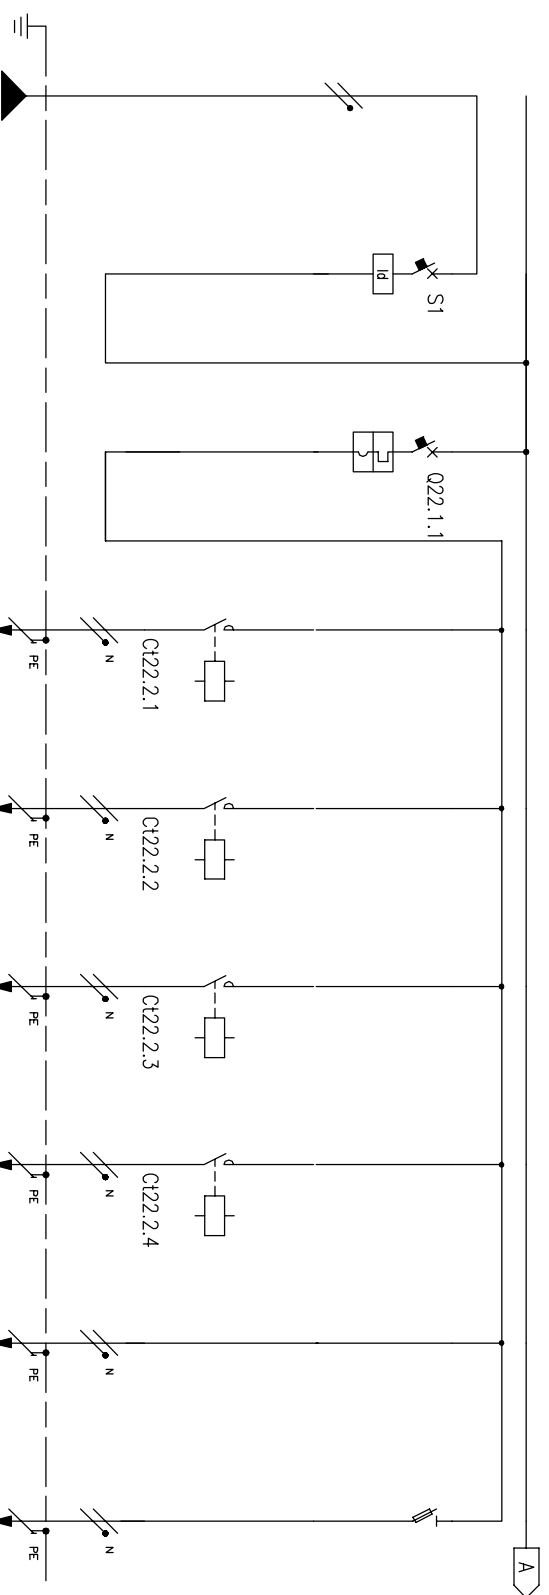 Id
S1
Q22.1.1
Ct22.2.1
N
PE
Ct22.2.2
N
PE
Ct22.2.3
N
PE
Ct22.2.4
N
PE
N
PE
N
PE
A